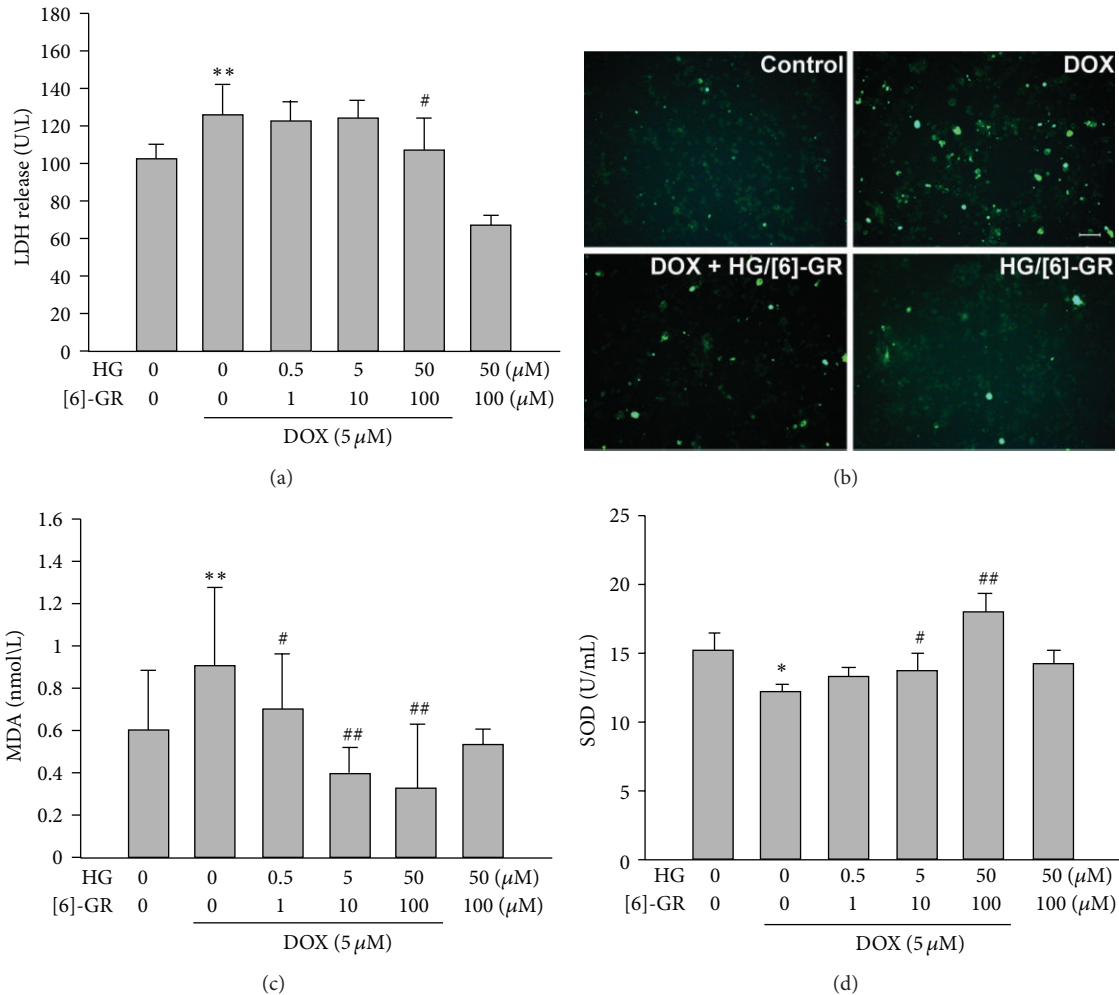 180
160
140
120
100
80
60
40
20
0
LDH release (U\L)
**
#
HG 0 0 0.5 5 50 50 (μM)
[6]-GR 0 0 1 10 100 100 (μM)
DOX (5 μM)
(a)
Control
DOX
DOX + HG/[6]-GR
HG/[6]-GR
(b)
1.6
1.4
1.2
1
0.8
0.6
0.4
0.2
0
MDA (nmol\L)
**
#
##
##
HG 0 0 0.5 5 50 50 (μM)
[6]-GR 0 0 1 10 100 100 (μM)
DOX (5 μM)
(c)
25
20
15
10
5
0
SOD (U/mL)
*
#
##
HG 0 0 0.5 5 50 50 (μM)
[6]-GR 0 0 1 10 100 100 (μM)
DOX (5 μM)
(d)